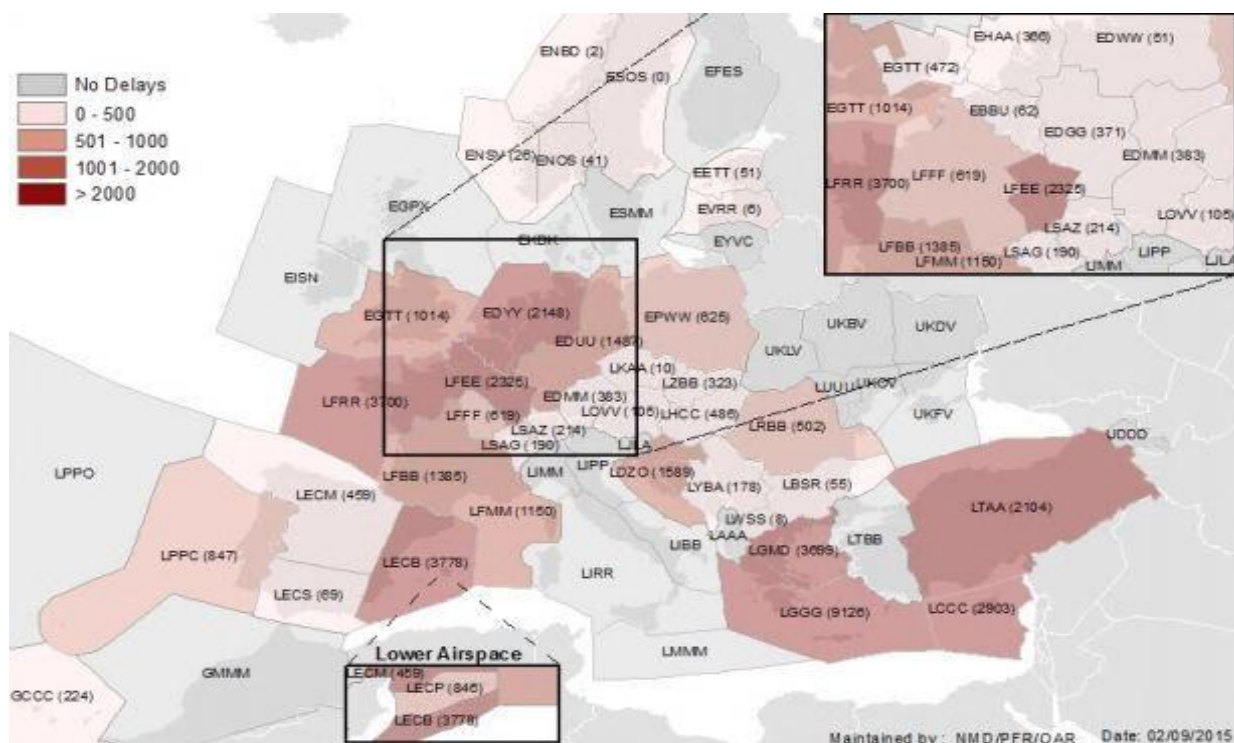 No Delays
0 - 500
501 - 1000
1001 - 2000
> 2000
ENBD (2)
ESOS (0)
EFES
ENSV (26)
ENOS (41)
EETT (51)
EVRR (6)
EYVC
ESMM
EGPX
EKDK
EISN
EGTT (1014)
EDYY (2148)
EDUU (1487)
EPWW (625)
UKLV
UKBV
UKDV
LKAA (10)
LZBB (323)
LUUU
UKOV
UKFV
LFEE (2325)
EDMM (383)
LFRR (3700)
LFFF (619)
LOVV (105)
LHCC (486)
LSAZ (214)
LSAG (190)
LJLA
LRBB (502)
UDDD
LIPP
LIMM
LDZO (1589)
LPPO
LFBB (1385)
LYBA (178)
LBSR (55)
LECM (459)
LFMM (1150)
LWSS (8)
LAAA
LTAA (2104)
LPPC (847)
LECB (3778)
LIBB
LGMD (3699)
LTBB
LIRR
LECS (69)
LGGG (9126)
LCCC (2903)
LMMM
GMMM
GCCC (224)
Lower Airspace
LECM (459)
LECP (846)
LECB (3778)
EHAA (366)
EDWW (51)
EGTT (472)
EGTT (1014)
EBBU (62)
EDGG (371)
EDMM (383)
LFRR (3700)
LFFF (619)
LFEE (2325)
LOVV (105)
LSAZ (214)
LFBB (1385)
LSAG (190)
LIPP
LFMM (1150)
LIMM
LJLA
Maintained by : NMD/PER/OAR Date: 02/09/2015